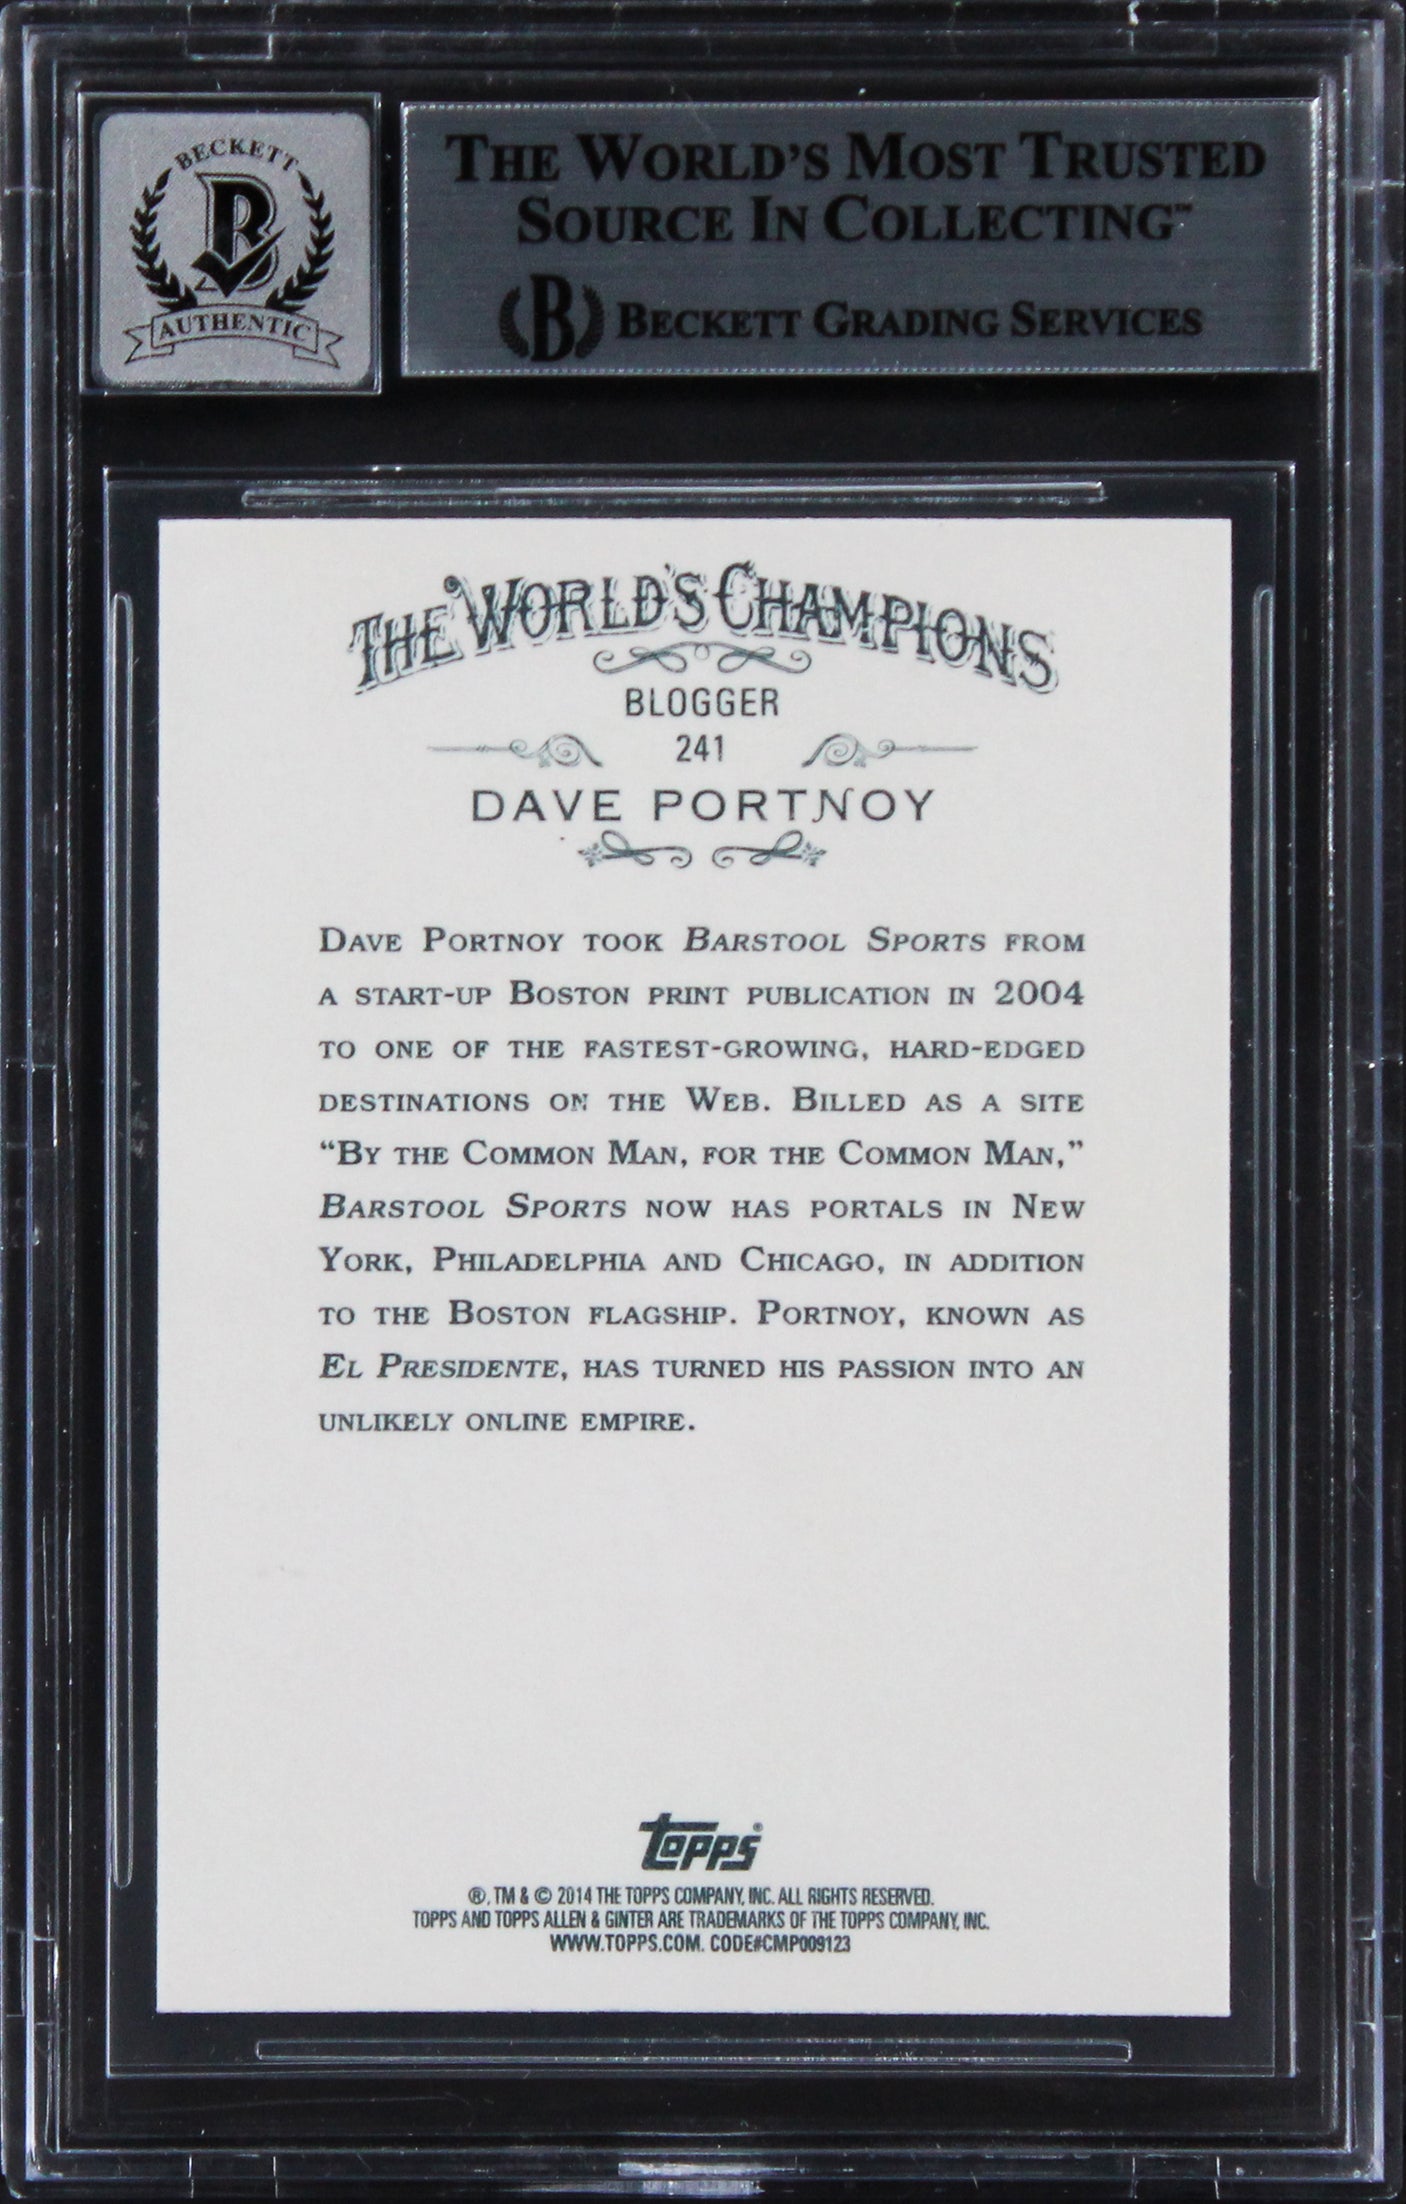 BECKETT
B
AUTHENTIC
THE WORLD'S MOST TRUSTED
SOURCE IN COLLECTING™
B BECKETT GRADING SERVICES
THE WORLD'S CHAMPIONS
BLOGGER
241
DAVE PORTNOY
DAVE PORTNOY TOOK BARSTOOL SPORTS FROM
A START-UP BOSTON PRINT PUBLICATION IN 2004
TO ONE OF THE FASTEST-GROWING, HARD-EDGED
DESTINATIONS ON THE WEB. BILLED AS A SITE
“BY THE COMMON MAN, FOR THE COMMON MAN,”
BARSTOOL SPORTS NOW HAS PORTALS IN NEW
YORK, PHILADELPHIA AND CHICAGO, IN ADDITION
TO THE BOSTON FLAGSHIP. PORTNOY, KNOWN AS
EL PRESIDENTE, HAS TURNED HIS PASSION INTO AN
UNLIKELY ONLINE EMPIRE.
topps®
®, TM & © 2014 THE TOPPS COMPANY, INC. ALL RIGHTS RESERVED.
TOPPS AND TOPPS ALLEN & GINTER ARE TRADEMARKS OF THE TOPPS COMPANY, INC.
WWW.TOPPS.COM. CODE#CMP009123